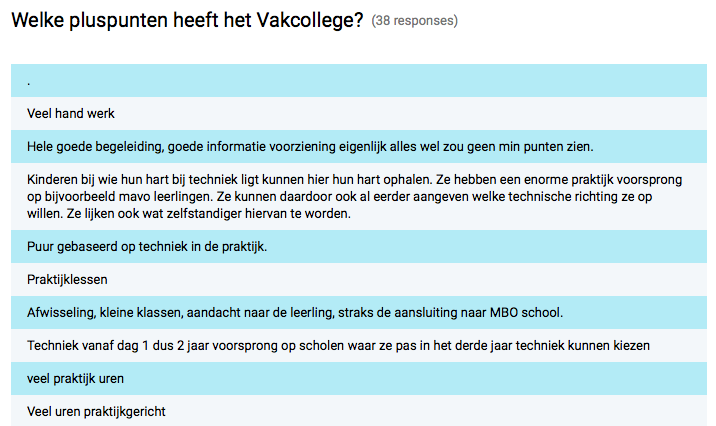 Welke pluspunten heeft het Vakcollege? (38 responses)
.
Veel hand werk
Hele goede begeleiding, goede informatie voorziening eigenlijk alles wel zou geen min punten zien.
Kinderen bij wie hun hart bij techniek ligt kunnen hier hun hart ophalen. Ze hebben een enorme praktijk voorsprong
op bijvoorbeeld mavo leerlingen. Ze kunnen daardoor ook al eerder aangeven welke technische richting ze op
willen. Ze lijken ook wat zelfstandiger hiervan te worden.
Puur gebaseerd op techniek in de praktijk.
Praktijklessen
Afwisseling, kleine klassen, aandacht naar de leerling, straks de aansluiting naar MBO school.
Techniek vanaf dag 1 dus 2 jaar voorsprong op scholen waar ze pas in het derde jaar techniek kunnen kiezen
veel praktijk uren
Veel uren praktijkgericht